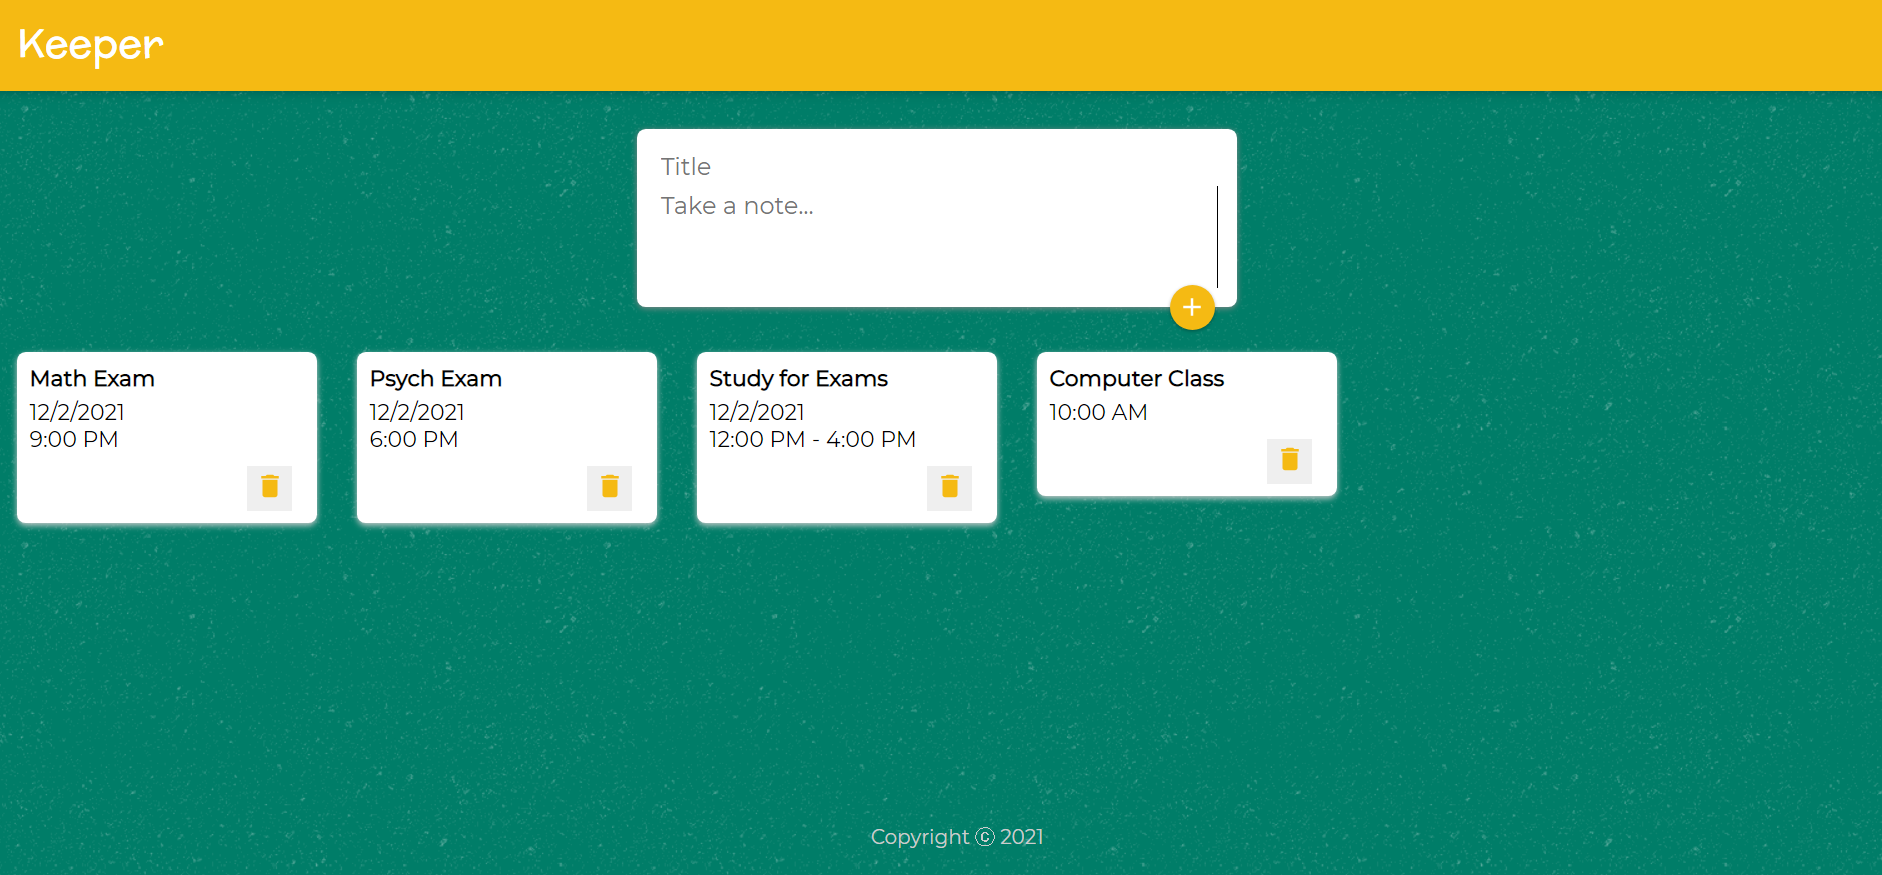 Keeper
Title
Take a note...
Math Exam
12/2/2021
9:00 PM
Psych Exam
12/2/2021
6:00 PM
Study for Exams
12/2/2021
12:00 PM - 4:00 PM
Computer Class
10:00 AM
Copyright ⓒ 2021